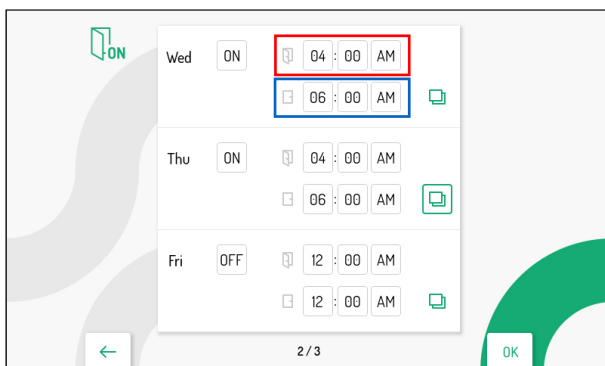 ON
Wed ON 04 : 00 AM
06 : 00 AM
Thu ON 04 : 00 AM
06 : 00 AM
Fri OFF 12 : 00 AM
12 : 00 AM
2 / 3
OK